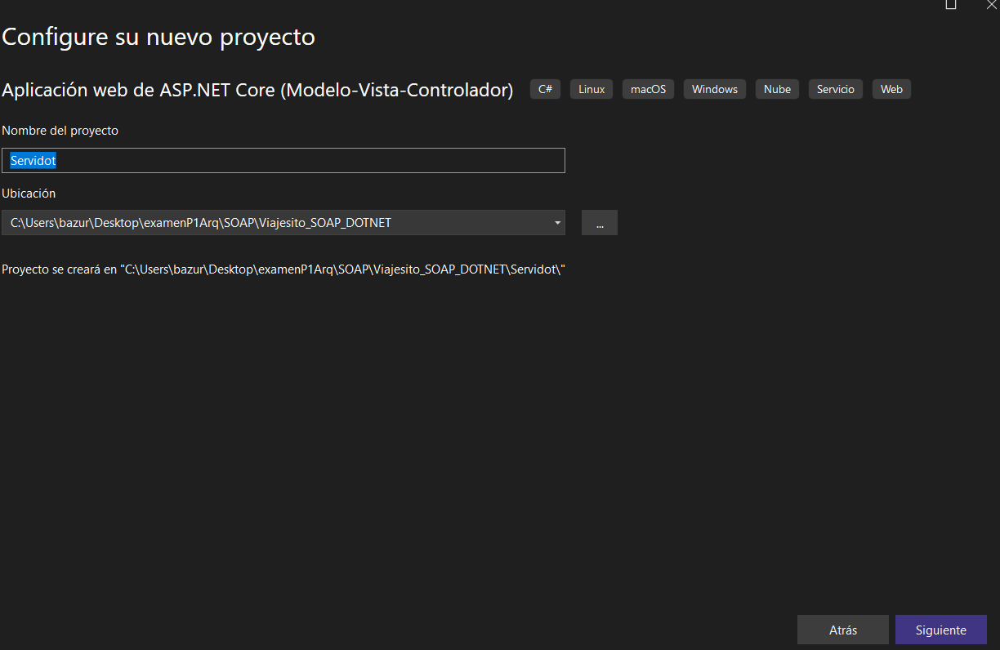 Configure su nuevo proyecto
Aplicación web de ASP.NET Core (Modelo-Vista-Controlador) C# Linux macOS Windows Nube Servicio Web
Nombre del proyecto
Servidot
Ubicación
C:\Users\bazur\Desktop\examenP1Arq\SOAP\Viajesito_SOAP_DOTNET ...
Proyecto se creará en "C:\Users\bazur\Desktop\examenP1Arq\SOAP\Viajesito_SOAP_DOTNET\Servidot\"
Atrás Siguiente